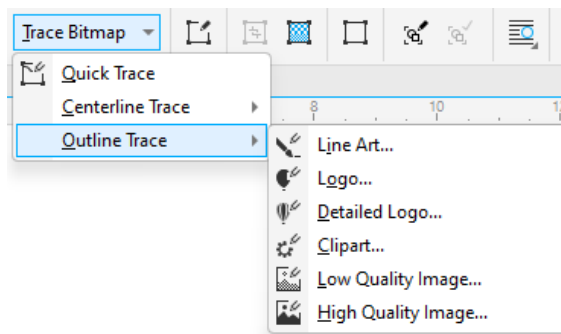 Trace Bitmap
Quick Trace
Centerline Trace
8 10
Outline Trace
Line Art...
Logo...
Detailed Logo...
Clipart...
Low Quality Image...
High Quality Image...